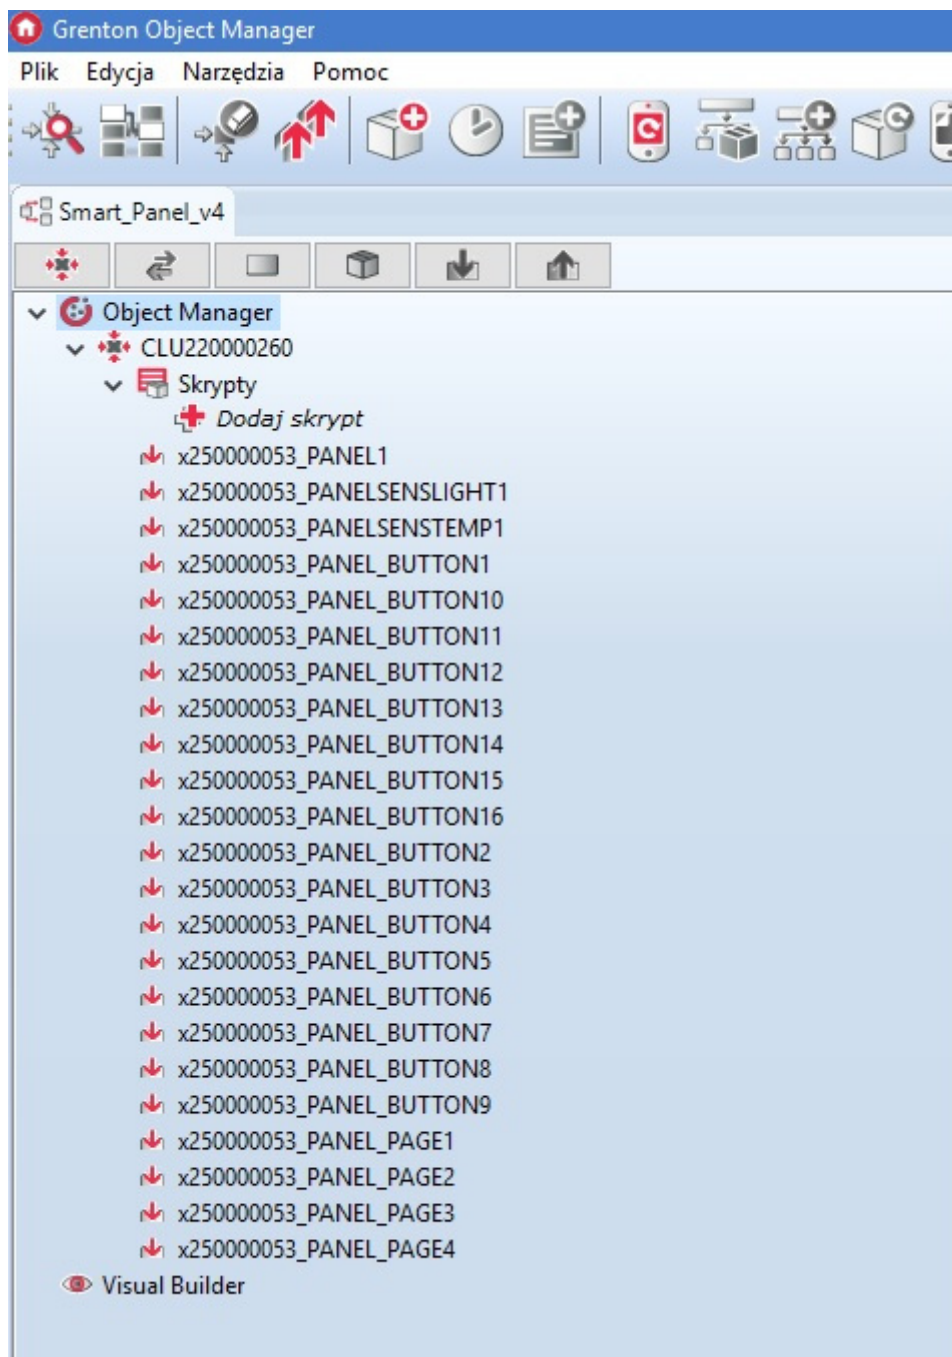 Grenton Object Manager
Plik Edycja Narzędzia Pomoc
Smart_Panel_v4
Object Manager
CLU220000260
Skrypty
Dodaj skrypt
x250000053_PANEL1
x250000053_PANELSENSLIGHT1
x250000053_PANELSENSTEMP1
x250000053_PANEL_BUTTON1
x250000053_PANEL_BUTTON10
x250000053_PANEL_BUTTON11
x250000053_PANEL_BUTTON12
x250000053_PANEL_BUTTON13
x250000053_PANEL_BUTTON14
x250000053_PANEL_BUTTON15
x250000053_PANEL_BUTTON16
x250000053_PANEL_BUTTON2
x250000053_PANEL_BUTTON3
x250000053_PANEL_BUTTON4
x250000053_PANEL_BUTTON5
x250000053_PANEL_BUTTON6
x250000053_PANEL_BUTTON7
x250000053_PANEL_BUTTON8
x250000053_PANEL_BUTTON9
x250000053_PANEL_PAGE1
x250000053_PANEL_PAGE2
x250000053_PANEL_PAGE3
x250000053_PANEL_PAGE4
Visual Builder